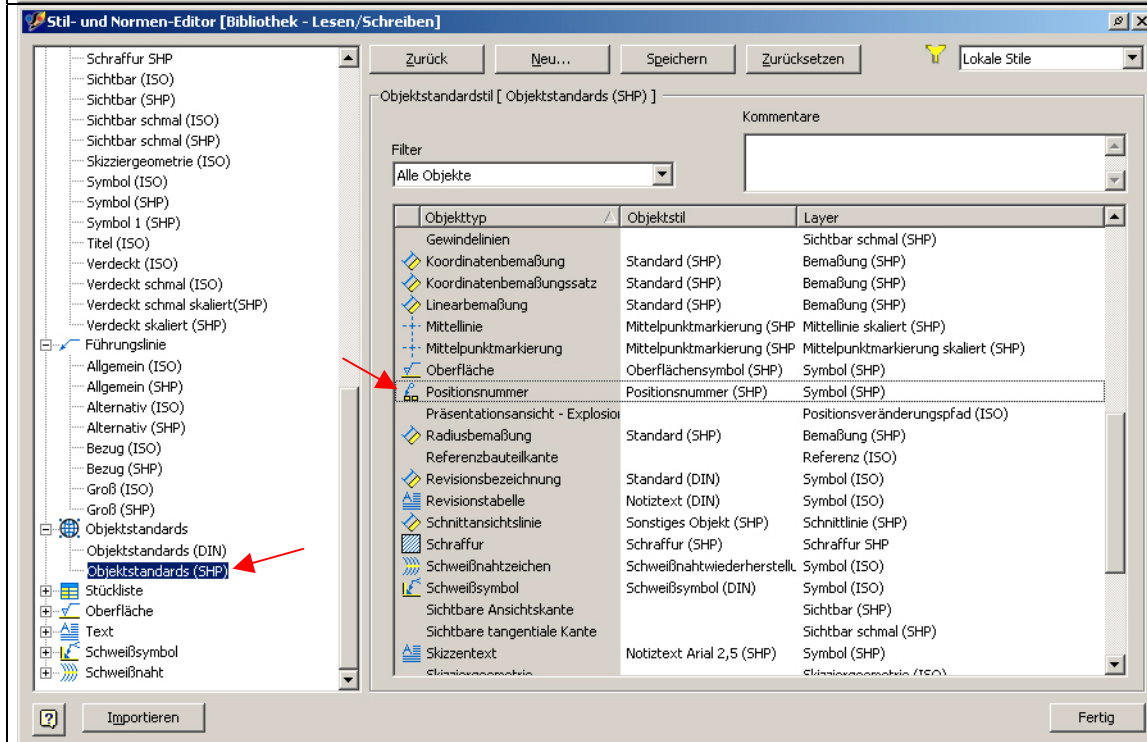 Stil- und Normen-Editor [Bibliothek - Lesen/Schreiben]
Schraffur SHP
Sichtbar (ISO)
Sichtbar (SHP)
Sichtbar schmal (ISO)
Sichtbar schmal (SHP)
Skizziergeometrie (ISO)
Symbol (ISO)
Symbol (SHP)
Symbol 1 (SHP)
Titel (ISO)
Verdeckt (ISO)
Verdeckt schmal (ISO)
Verdeckt schmal skaliert(SHP)
Verdeckt skaliert (SHP)
Führungslinie
Allgemein (ISO)
Allgemein (SHP)
Alternativ (ISO)
Alternativ (SHP)
Bezug (ISO)
Bezug (SHP)
Groß (ISO)
Groß (SHP)
Objektstandards
Objektstandards (DIN)
Objektstandards (SHP)
Stückliste
Oberfläche
Text
Schweißsymbol
Schweißnaht
Zurück Neu... Speichern Zurücksetzen Lokale Stile
Objektstandardstil [ Objektstandards (SHP) ]
Kommentare
Filter
Alle Objekte
Objekttyp Objektstil Layer
Gewindelinien Sichtbar schmal (SHP)
Koordinatenbemaßung Standard (SHP) Bemaßung (SHP)
Koordinatenbemaßungssatz Standard (SHP) Bemaßung (SHP)
Linearbemaßung Standard (SHP) Bemaßung (SHP)
Mittellinie Mittelpunktmarkierung (SHP Mittellinie skaliert (SHP)
Mittelpunktmarkierung Mittelpunktmarkierung (SHP Mittelpunktmarkierung skaliert (SHP)
Oberfläche Oberflächensymbol (SHP) Symbol (SHP)
Positionsnummer Positionsnummer (SHP) Symbol (SHP)
Präsentationsansicht - Explosion Positionsveränderungspfad (ISO)
Radiusbemaßung Standard (SHP) Bemaßung (SHP)
Referenzbauteilkante Referenz (ISO)
Revisionsbezeichnung Standard (DIN) Symbol (ISO)
Revisionstabelle Notiztext (DIN) Symbol (ISO)
Schnittansichtslinie Sonstiges Objekt (SHP) Schnittlinie (SHP)
Schraffur Schraffur (SHP) Schraffur SHP
Schweißnahtzeichen Schweißnahtwiederherstellu Symbol (ISO)
Schweißsymbol Schweißsymbol (DIN) Symbol (ISO)
Sichtbare Ansichtskante Sichtbar (SHP)
Sichtbare tangentiale Kante Sichtbar schmal (SHP)
Skizzentext Notiztext Arial 2,5 (SHP) Symbol (SHP)
Skizziergeometrie Skizziergeometrie (ISO)
Importieren Fertig